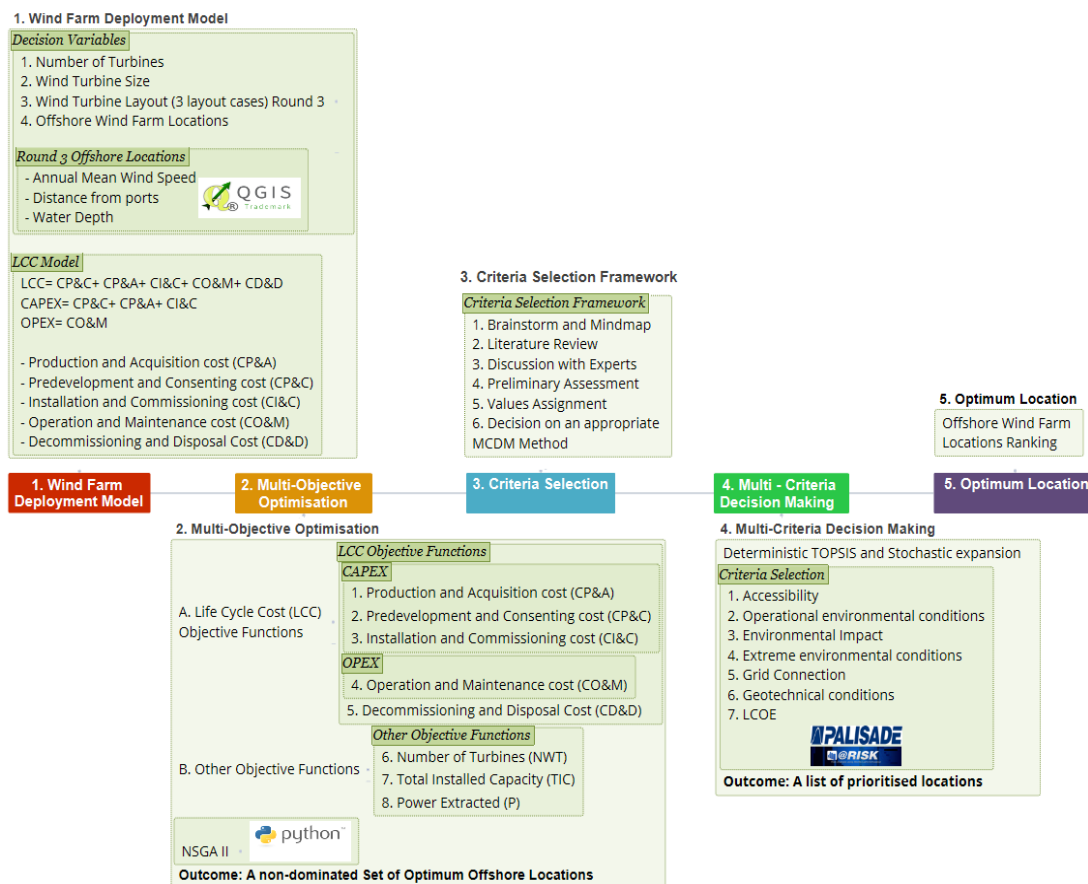 1. Wind Farm Deployment Model
Decision Variables
1. Number of Turbines
2. Wind Turbine Size
3. Wind Turbine Layout (3 layout cases) Round 3
4. Offshore Wind Farm Locations
Round 3 Offshore Locations
- Annual Mean Wind Speed
- Distance from ports
- Water Depth
QGIS
®
Trademark
LCC Model
LCC= CP&C+ CP&A+ CI&C+ CO&M+ CD&D
CAPEX= CP&C+ CP&A+ CI&C
OPEX= CO&M
- Production and Acquisition cost (CP&A)
- Predevelopment and Consenting cost (CP&C)
- Installation and Commissioning cost (CI&C)
- Operation and Maintenance cost (CO&M)
- Decommissioning and Disposal Cost (CD&D)
3. Criteria Selection Framework
Criteria Selection Framework
1. Brainstorm and Mindmap
2. Literature Review
3. Discussion with Experts
4. Preliminary Assessment
5. Values Assignment
6. Decision on an appropriate
MCDM Method
5. Optimum Location
Offshore Wind Farm
Locations Ranking
1. Wind Farm
Deployment Model
2. Multi-Objective
Optimisation
3. Criteria Selection
4. Multi - Criteria
Decision Making
5. Optimum Location
2. Multi-Objective Optimisation
A. Life Cycle Cost (LCC)
Objective Functions
LCC Objective Functions
CAPEX
1. Production and Acquisition cost (CP&A)
2. Predevelopment and Consenting cost (CP&C)
3. Installation and Commissioning cost (CI&C)
OPEX
4. Operation and Maintenance cost (CO&M)
5. Decommissioning and Disposal Cost (CD&D)
B. Other Objective Functions
Other Objective Functions
6. Number of Turbines (NWT)
7. Total Installed Capacity (TIC)
8. Power Extracted (P)
NSGA II
python™
Outcome: A non-dominated Set of Optimum Offshore Locations
4. Multi-Criteria Decision Making
Deterministic TOPSIS and Stochastic expansion
Criteria Selection
1. Accessibility
2. Operational environmental conditions
3. Environmental Impact
4. Extreme environmental conditions
5. Grid Connection
6. Geotechnical conditions
7. LCOE
PALISADE
@RISK
Outcome: A list of prioritised locations